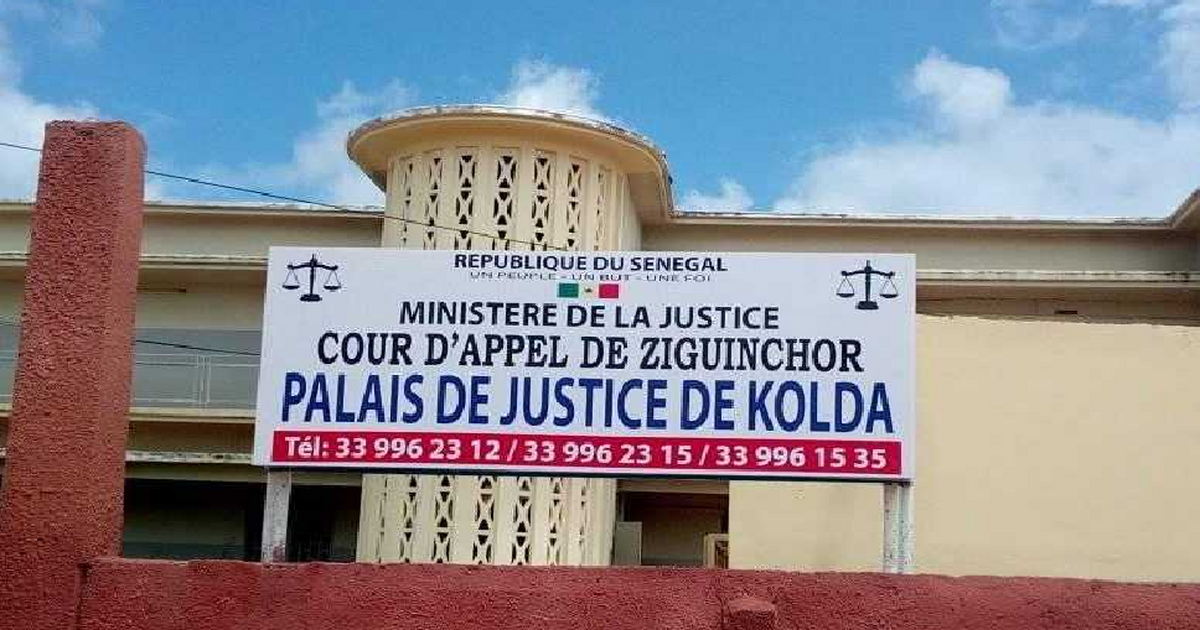 REPUBLIQUE DU SENEGAL
UN PEUPLE - UN BUT - UNE FOI
MINISTERE DE LA JUSTICE
COUR D'APPEL DE ZIGUINCHOR
PALAIS DE JUSTICE DE KOLDA
Tél: 33 996 23 12 / 33 996 23 15 / 33 996 15 35